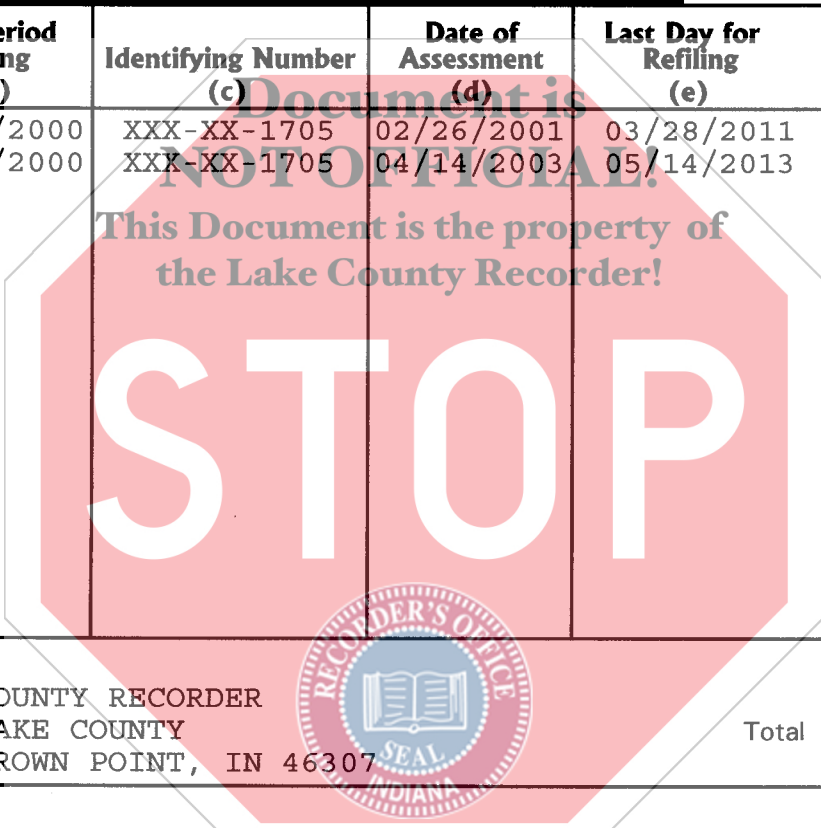 eriod
ng
)
Identifying Number
(c)
Date of
Assessment
(d)
Last Day for
Refiling
(e)
/2000 XXX-XX-1705 02/26/2001 03/28/2011
/2000 XXX-XX-1705 04/14/2003 05/14/2013
Document is
NOT OFFICIAL!
This Document is the property of
the Lake County Recorder!
STOP
OUNTY RECORDER
AKE COUNTY
ROWN POINT, IN 46307
Total
RECORDER'S OFFICE
SEAL
INDIANA